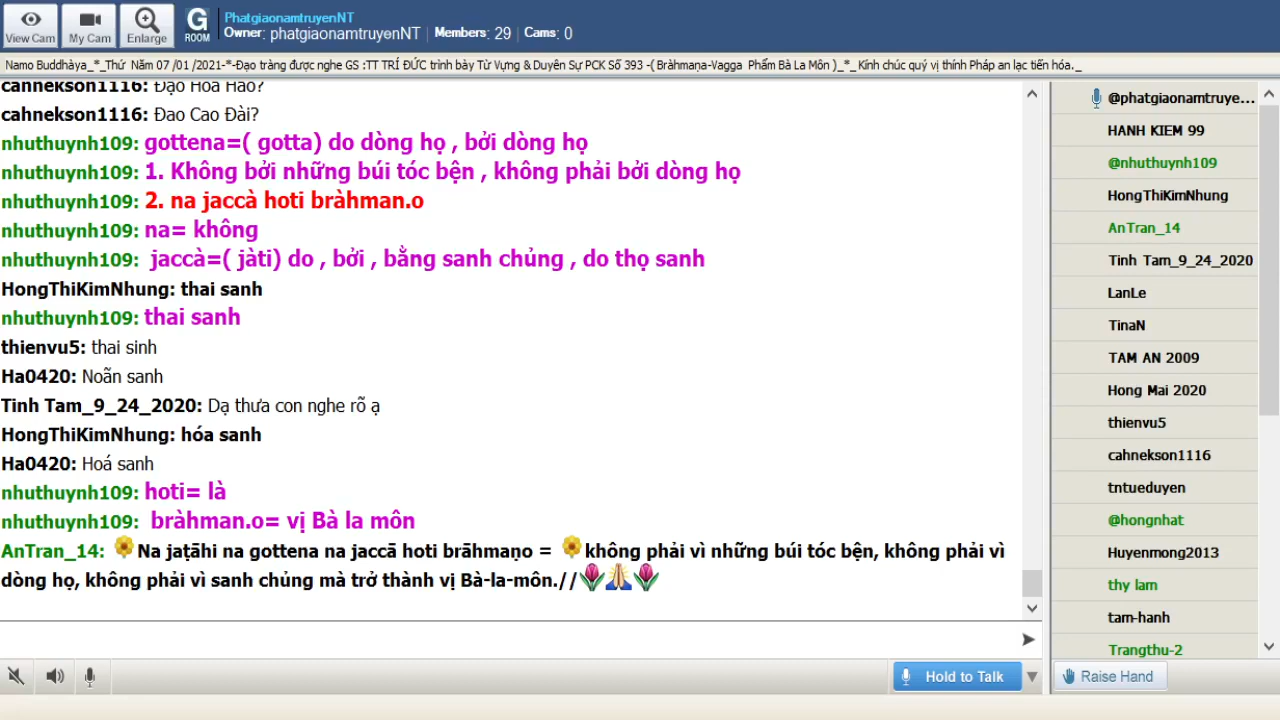 View Cam
My Cam
Enlarge
G
ROOM
PhatgiaonamtruyenNT
Owner: phatgiaonamtruyenNT | Members: 29 | Cams: 0
Namo Buddhàya_*_Thứ Năm 07 /01 /2021-*-Đạo tràng được nghe GS :TT TRÍ ĐỨC trình bày Từ Vựng & Duyên Sự PCK Số 393 -( Bràhmaṇa-Vagga Phẩm Bà La Môn )_*_ Kính chúc quý vị thính Pháp an lạc tiến hóa._
cahnekson1116: Đạo Hòa Hảo?
cahnekson1116: Đao Cao Đài?
nhuthuynh109: gottena=( gotta) do dòng họ , bởi dòng họ
nhuthuynh109: 1. Không bởi những búi tóc bện , không phải bởi dòng họ
nhuthuynh109: 2. na jaccà hoti bràhman.o
nhuthuynh109: na= không
nhuthuynh109: jaccà=( jàti) do , bởi , bằng sanh chủng , do thọ sanh
HongThiKimNhung: thai sanh
nhuthuynh109: thai sanh
thienvu5: thai sinh
Ha0420: Noãn sanh
Tinh Tam_9_24_2020: Dạ thưa con nghe rõ ạ
HongThiKimNhung: hóa sanh
Ha0420: Hoá sanh
nhuthuynh109: hoti= là
nhuthuynh109: bràhman.o= vị Bà la môn
AnTran_14: Na jaṭāhi na gottena na jaccā hoti brāhmaṇo = không phải vì những búi tóc bện, không phải vì
dòng họ, không phải vì sanh chủng mà trở thành vị Bà-la-môn.//
Hold to Talk
@phatgiaonamtruye...
HANH KIEM 99
@nhuthuynh109
HongThiKimNhung
AnTran_14
Tinh Tam_9_24_2020
LanLe
TinaN
TAM AN 2009
Hong Mai 2020
thienvu5
cahnekson1116
tntueduyen
@hongnhat
Huyenmong2013
thy lam
tam-hanh
Trangthu-2
Raise Hand